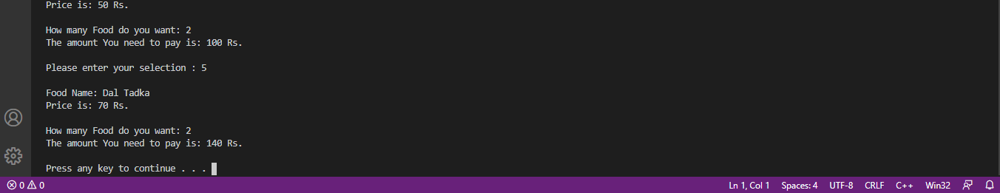 Price is: 50 Rs.
How many Food do you want: 2
The amount You need to pay is: 100 Rs.
Please enter your selection : 5
Food Name: Dal Tadka
Price is: 70 Rs.
How many Food do you want: 2
The amount You need to pay is: 140 Rs.
Press any key to continue . . .
0 0 Ln 1, Col 1 Spaces: 4 UTF-8 CRLF C++ Win32